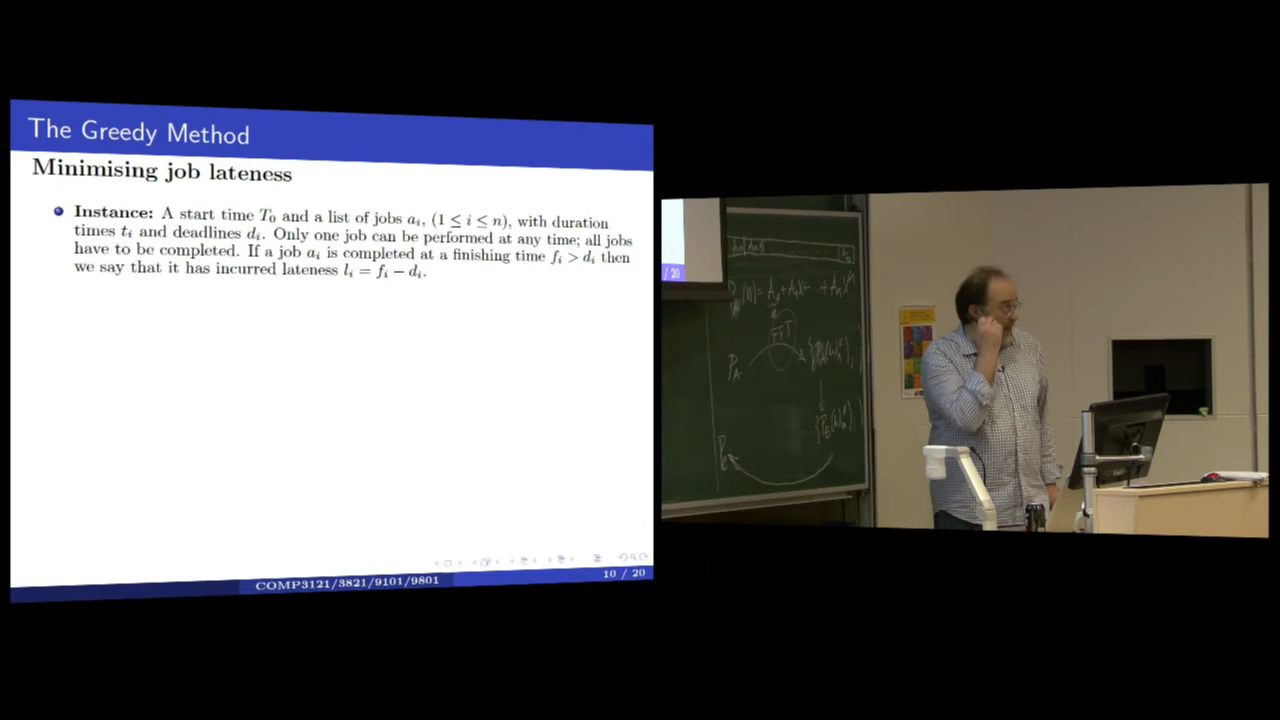 The Greedy Method
Minimising job lateness
Instance: A start time T₀ and a list of jobs aᵢ, (1 ≤ i ≤ n), with duration
times tᵢ and deadlines dᵢ. Only one job can be performed at any time; all jobs
have to be completed. If a job aᵢ is completed at a finishing time fᵢ > dᵢ then
we say that it has incurred lateness lᵢ = fᵢ − dᵢ.
COMP3121/3821/9101/9801
10 / 20
/ 20
FFT
P_A